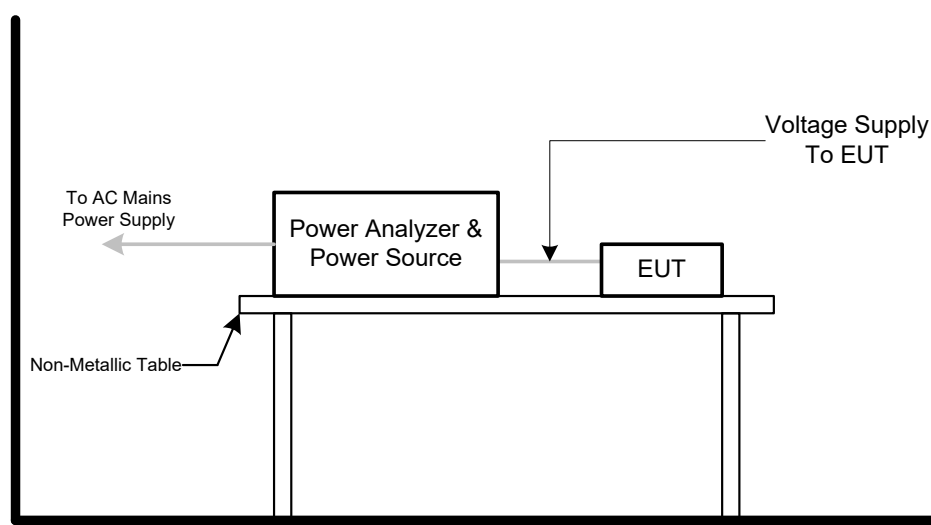 Voltage Supply
To EUT
To AC Mains
Power Supply
Power Analyzer &
Power Source
EUT
Non-Metallic Table